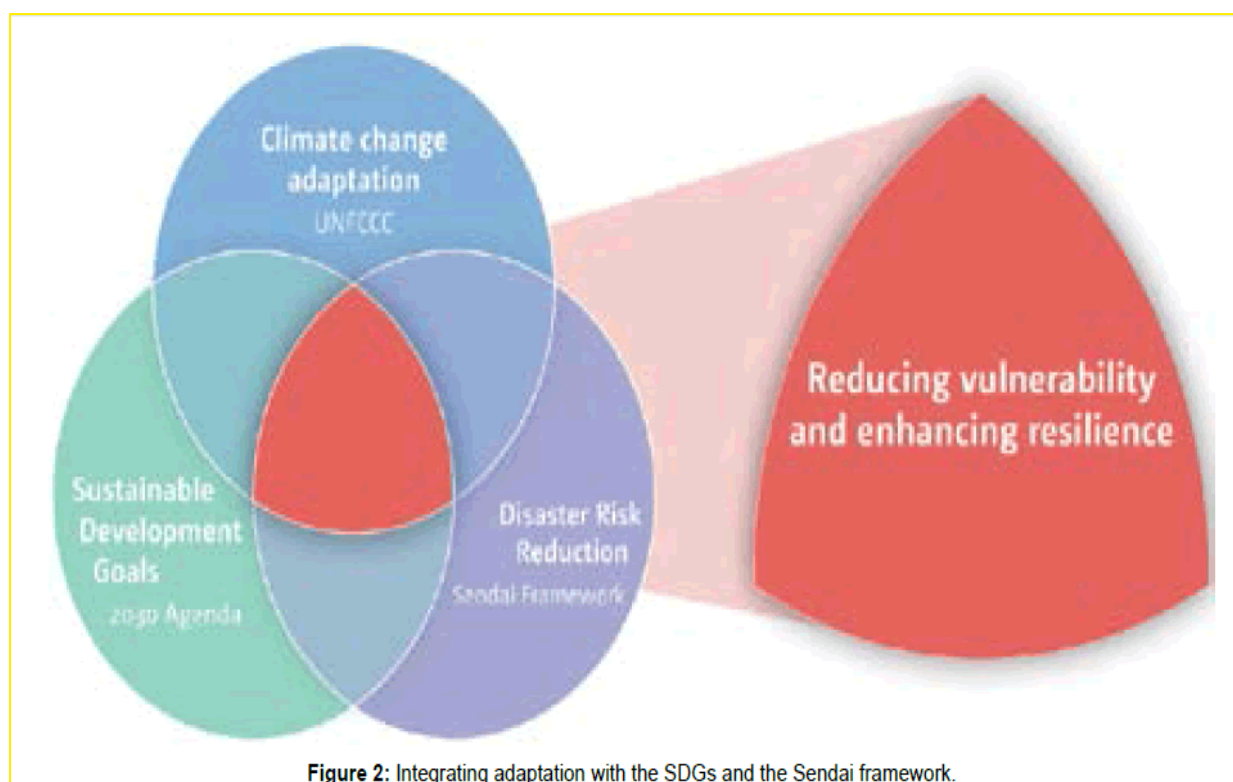 Climate change
adaptation
UNFCCC
Sustainable
Development
Goals
2030 Agenda
Disaster Risk
Reduction
Sendai Framework
Reducing vulnerability
and enhancing resilience
Figure 2: Integrating adaptation with the SDGs and the Sendai framework.